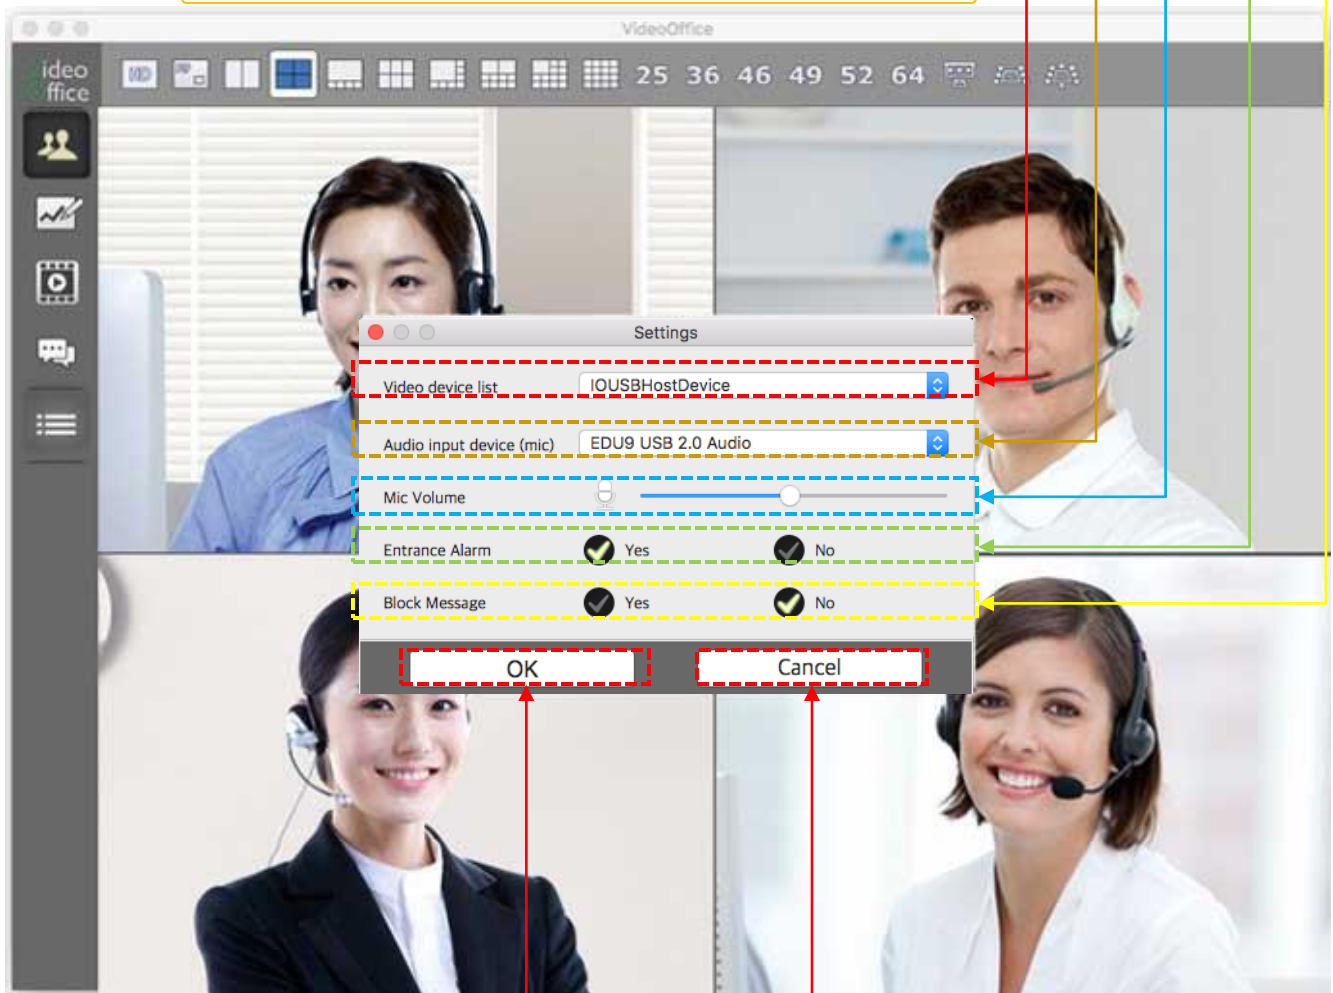 VideoOffice
ideo
ffice
HD
25 36 46 49 52 64
Settings
Video device list IOUSBHostDevice
Audio input device (mic) EDU9 USB 2.0 Audio
Mic Volume
Entrance Alarm Yes No
Block Message Yes No
OK Cancel